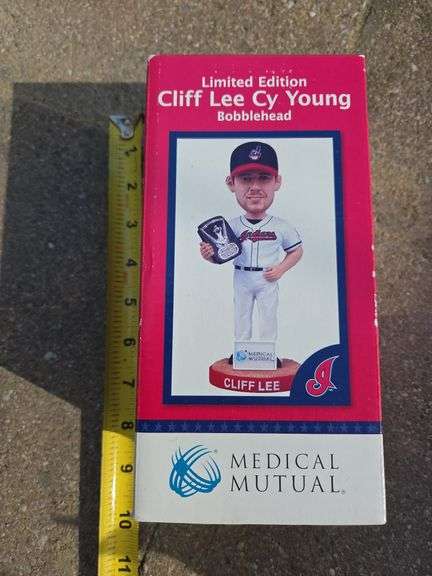 Limited Edition
Cliff Lee Cy Young
Bobblehead
Indians
MEDICAL
MUTUAL
CLIFF LEE
MEDICAL
MUTUAL®
1
2
3
4
5
6
7
8
9
10
11